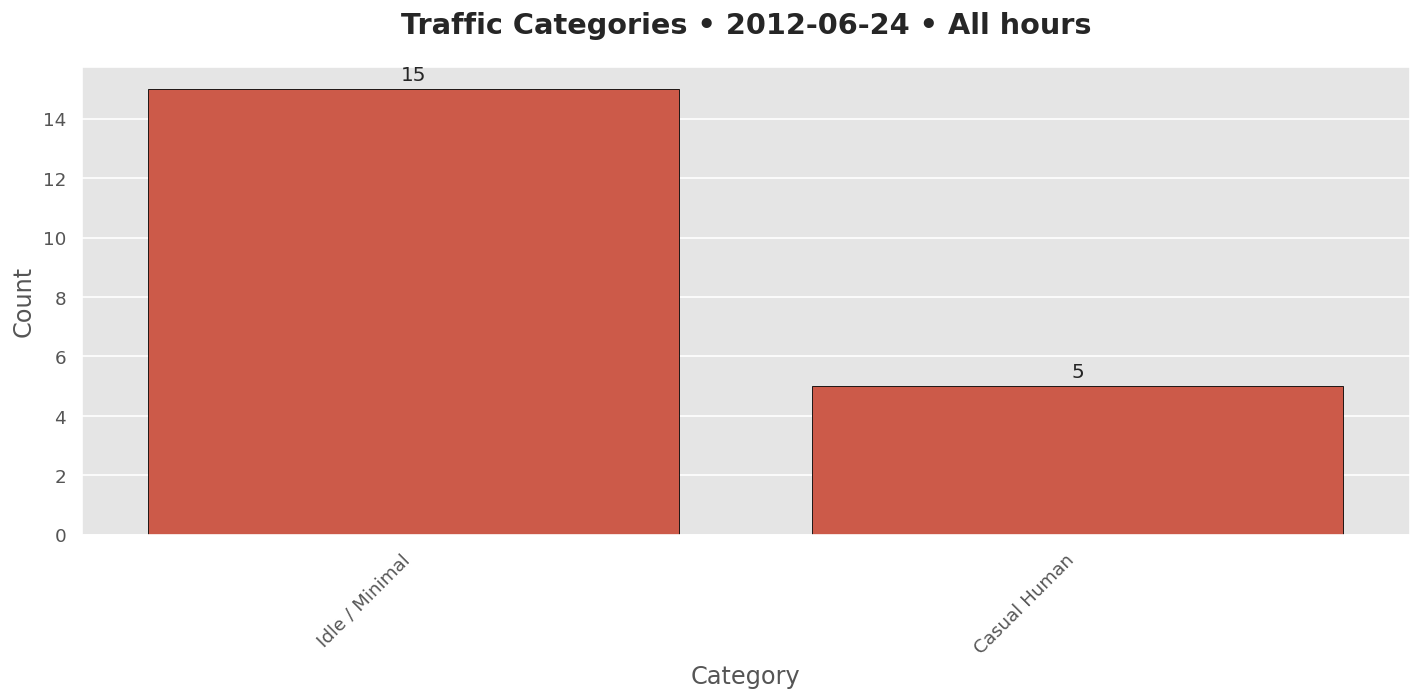 Traffic Categories • 2012-06-24 • All hours
15
14
12
10
8
6
5
4
2
0
Count
Idle / Minimal
Casual Human
Category